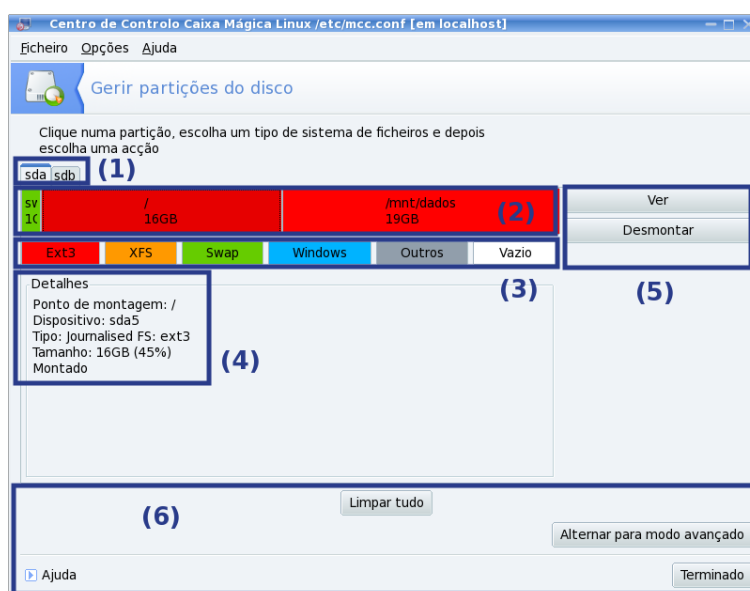 Centro de Controlo Caixa Mágica Linux /etc/mcc.conf [em localhost]
Ficheiro Opções Ajuda
Gerir partições do disco
Clique numa partição, escolha um tipo de sistema de ficheiros e depois
escolha uma acção
sda sdb (1)
/ /mnt/dados
16GB 19GB (2)
Ver
Desmontar
Ext3 XFS Swap Windows Outros Vazio
(3)
(5)
Detalhes
Ponto de montagem: /
Dispositivo: sda5
Tipo: Journalised FS: ext3
Tamanho: 16GB (45%)
Montado
(4)
Limpar tudo
(6)
Alternar para modo avançado
Ajuda
Terminado